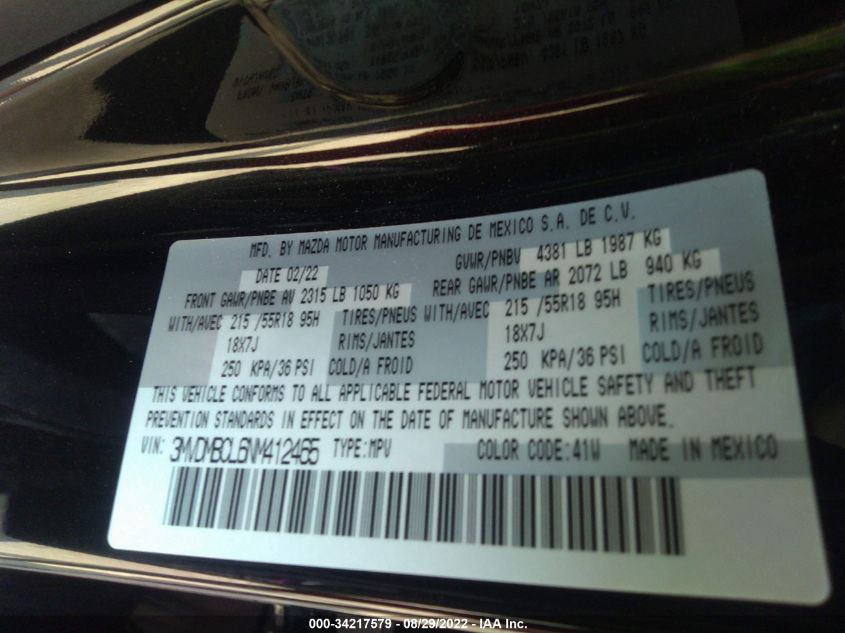 MFD. BY MAZDA MOTOR MANUFACTURING DE MEXICO S.A. DE C.V.
DATE 02/22 GVWR/PNBV 4381 LB 1987 KG
FRONT GAWR/PNBE AV 2315 LB 1050 KG REAR GAWR/PNBE AR 2072 LB 940 KG
WITH/AVEC 215 /55R18 95H TIRES/PNEUS WITH/AVEC 215 /55R18 95H TIRES/PNEUS
18X7J RIMS/JANTES 18X7J RIMS/JANTES
250 KPA/36 PSI COLD/A FROID 250 KPA/36 PSI COLD/A FROID
THIS VEHICLE CONFORMS TO ALL APPLICABLE FEDERAL MOTOR VEHICLE SAFETY AND THEFT
PREVENTION STANDARDS IN EFFECT ON THE DATE OF MANUFACTURE SHOWN ABOVE.
VIN: 3MVDMBCL6NM412465 TYPE:MPV COLOR CODE:41W MADE IN MEXICO
000-34217579 - 08/29/2022 - IAA Inc.